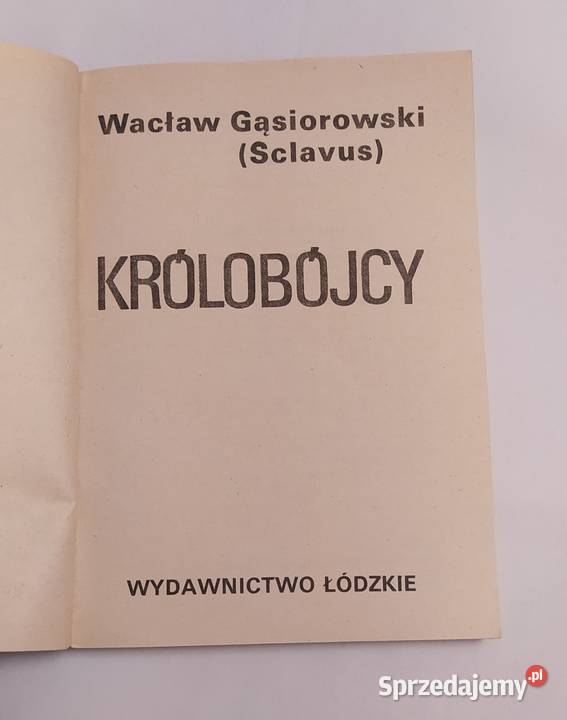 Wacław Gąsiorowski
(Sclavus)
KRÓLOBÓJCY
WYDAWNICTWO ŁÓDZKIE
Sprzedajemy.pl